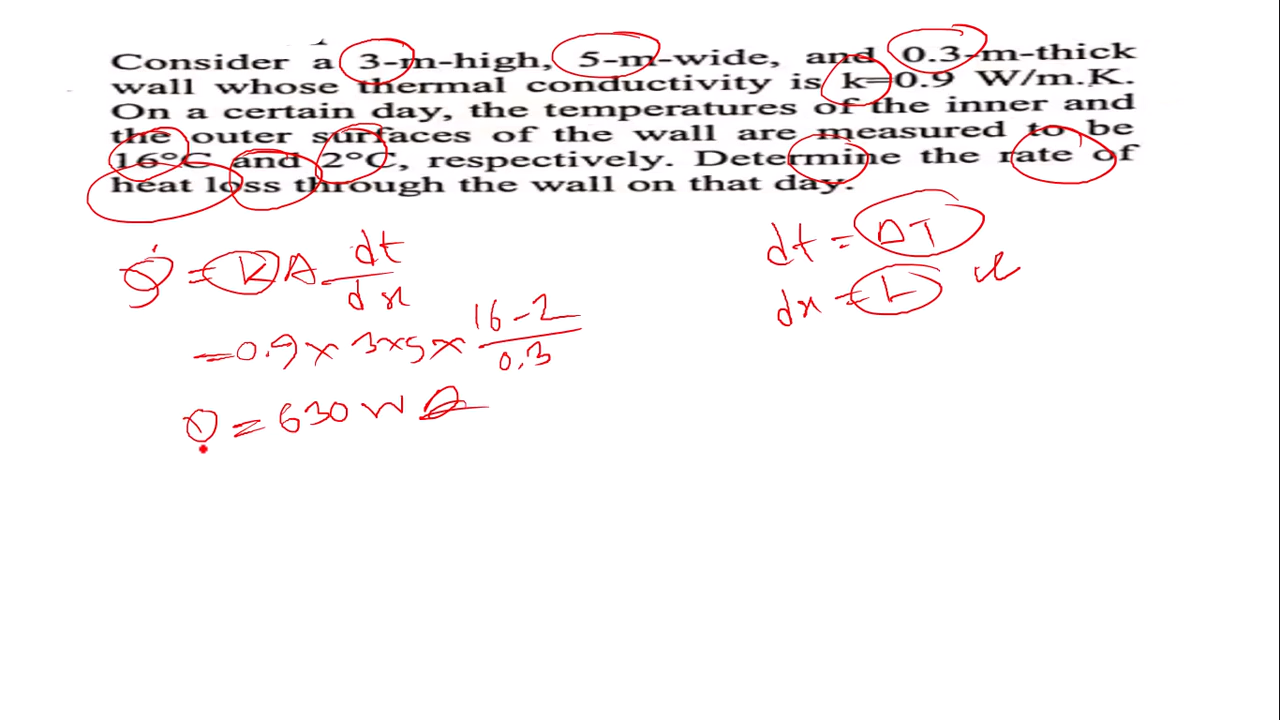 Consider a 3-m-high, 5-m-wide, and 0.3-m-thick
wall whose thermal conductivity is k=0.9 W/m.K.
On a certain day, the temperatures of the inner and
the outer surfaces of the wall are measured to be
16°C and 2°C, respectively. Determine the rate of
heat loss through the wall on that day.
Q̇ = K A dt/dx
= 0.9 × 3×5 × 16-2/0.3
Q = 630 W
dt = ΔT
dx = L